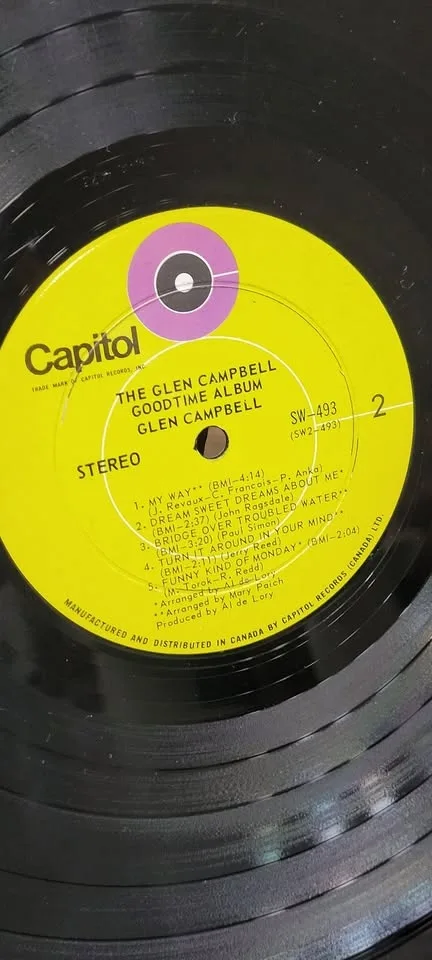 Capitol
TRADE MARK OF CAPITOL RECORDS, INC.
THE GLEN CAMPBELL
GOODTIME ALBUM
GLEN CAMPBELL
STEREO
SW-493
(SW2-493)
2
1. MY WAY** (BMI-4:14)
(J. Revaux-C. Francois-P. Anka)
2. DREAM SWEET DREAMS ABOUT ME*
(BMI-2:37) (John Ragsdale)
3. BRIDGE OVER TROUBLED WATER**
(BMI-3:20) (Paul Simon)
4. TURN IT AROUND IN YOUR MIND**
(BMI-2:11) (Jerry Reed)
5. FUNNY KIND OF MONDAY* (BMI-2:04)
(M. Torok-R. Redd)
*Arranged by Al de Lory
**Arranged by Marty Paich
Produced by Al de Lory
MANUFACTURED AND DISTRIBUTED IN CANADA BY CAPITOL RECORDS (CANADA) LTD.